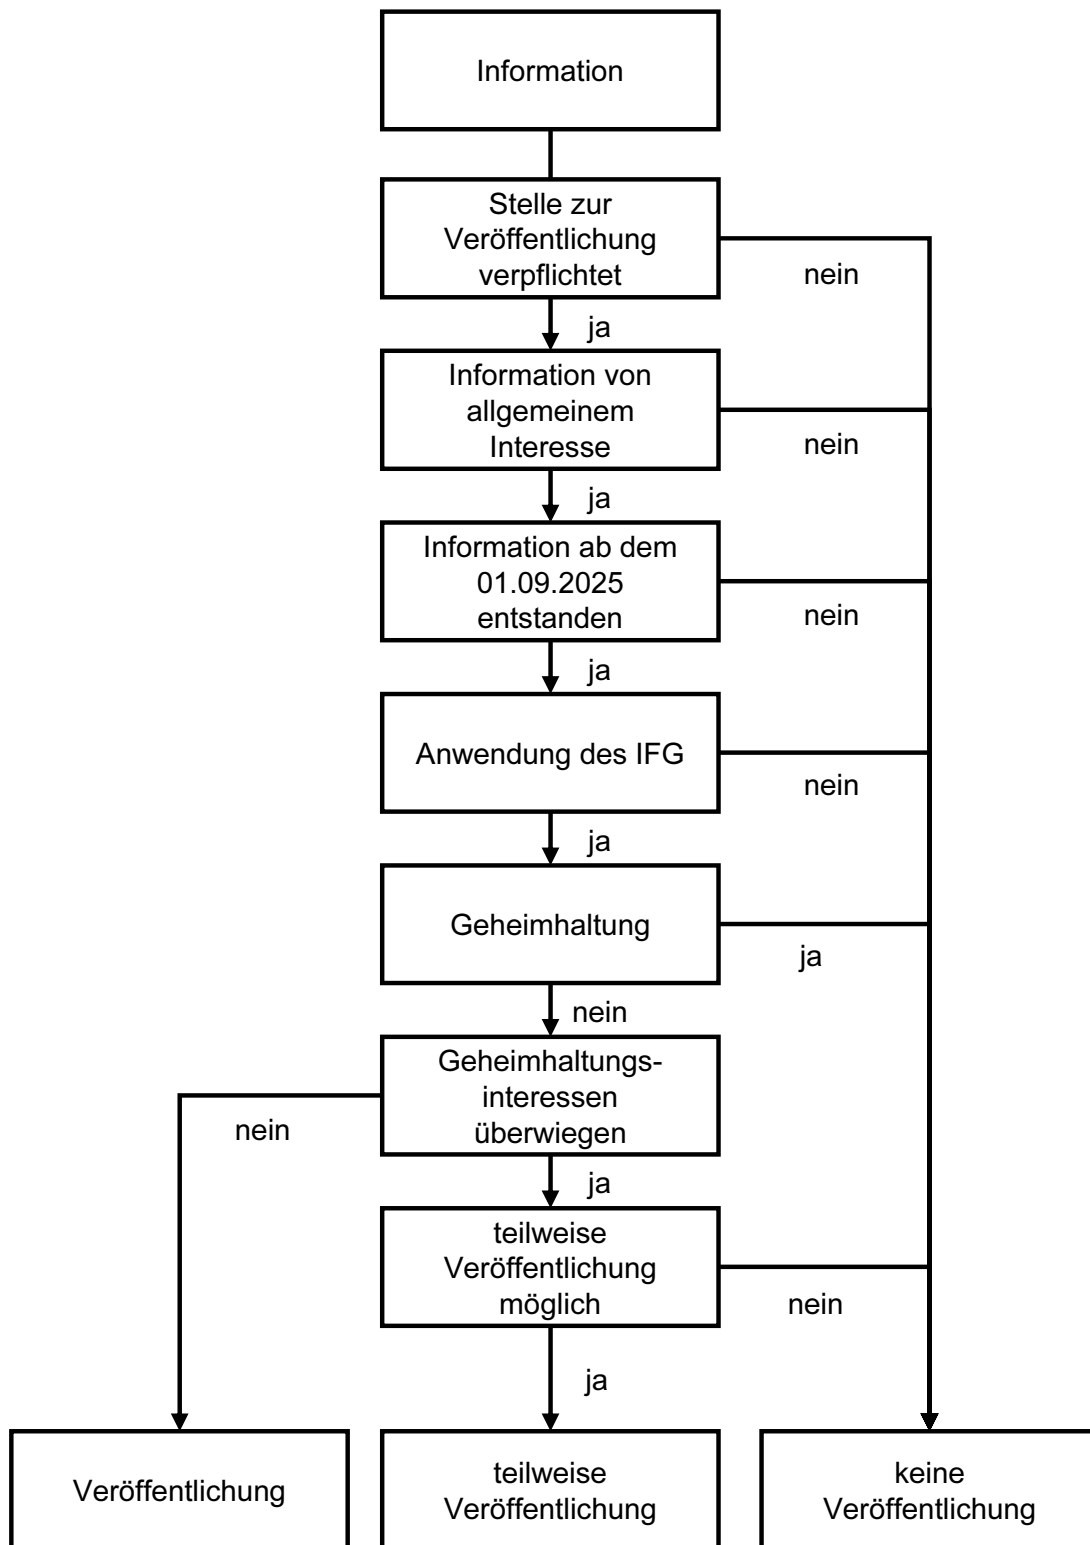 Information
Stelle zur
Veröffentlichung
verpflichtet
nein
ja
Information von
allgemeinem
Interesse
nein
ja
Information ab dem
01.09.2025
entstanden
nein
ja
Anwendung des IFG
nein
ja
Geheimhaltung
ja
nein
Geheimhaltungs-
interessen
überwiegen
nein
ja
teilweise
Veröffentlichung
möglich
nein
ja
Veröffentlichung
teilweise
Veröffentlichung
keine
Veröffentlichung